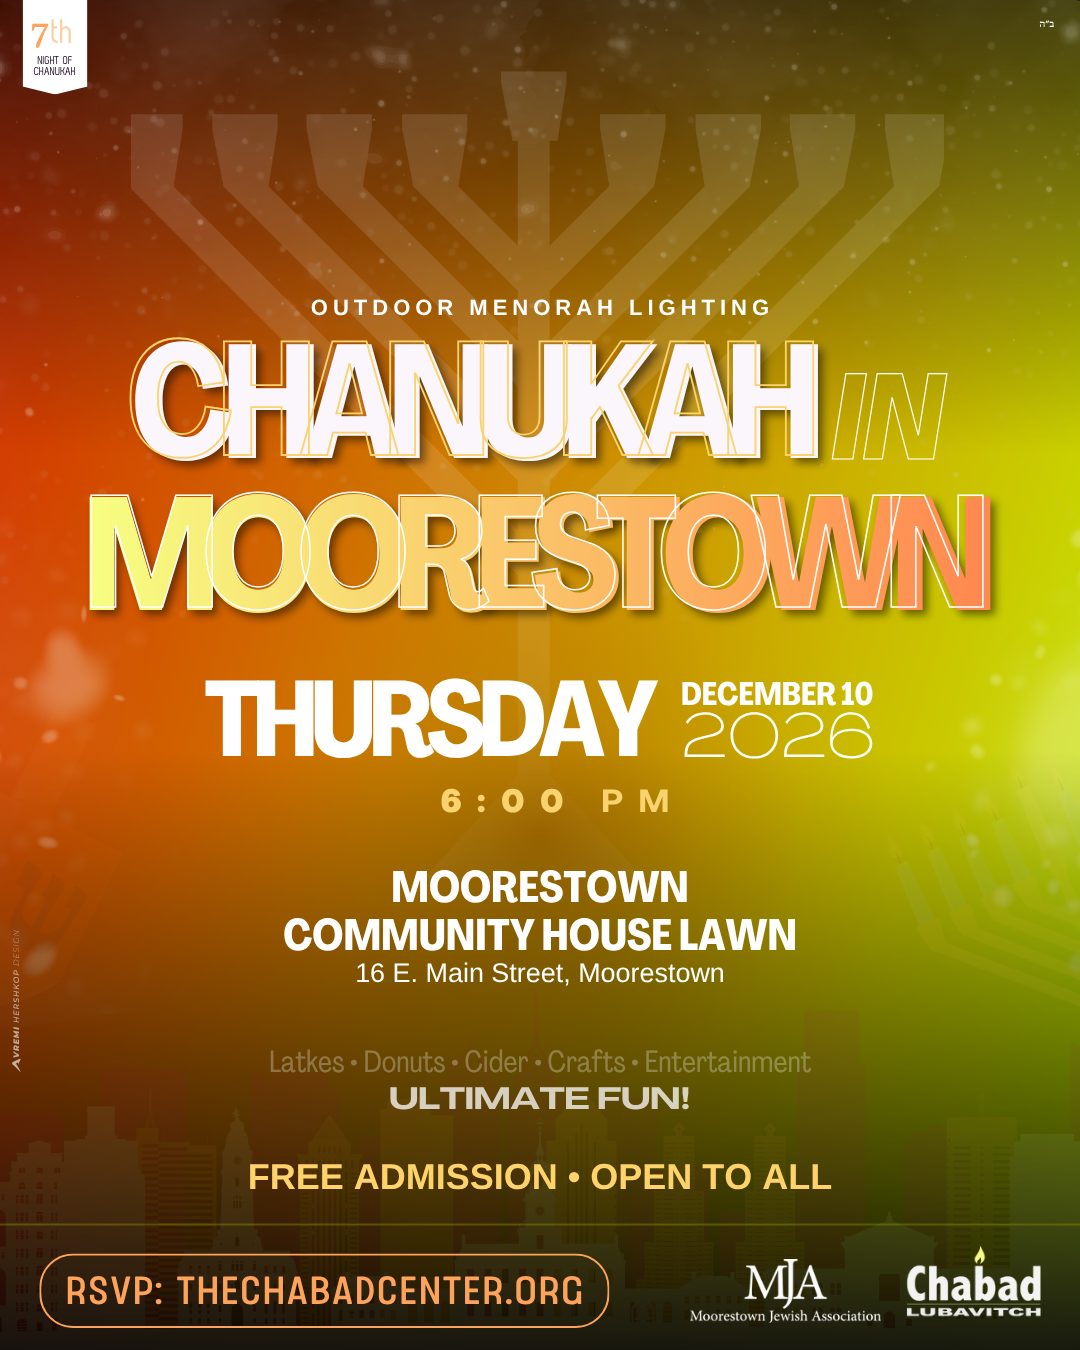 7th
NIGHT OF
CHANUKAH
ב"ה
OUTDOOR MENORAH LIGHTING
CHANUKAH IN
MOORESTOWN
THURSDAY
DECEMBER 10
2026
6:00 PM
MOORESTOWN
COMMUNITY HOUSE LAWN
16 E. Main Street, Moorestown
Latkes • Donuts • Cider • Crafts • Entertainment
ULTIMATE FUN!
FREE ADMISSION • OPEN TO ALL
RSVP: THECHABADCENTER.ORG
MJA
Moorestown Jewish Association
Chabad
LUBAVITCH
AVREMI HERSHKOP DESIGN